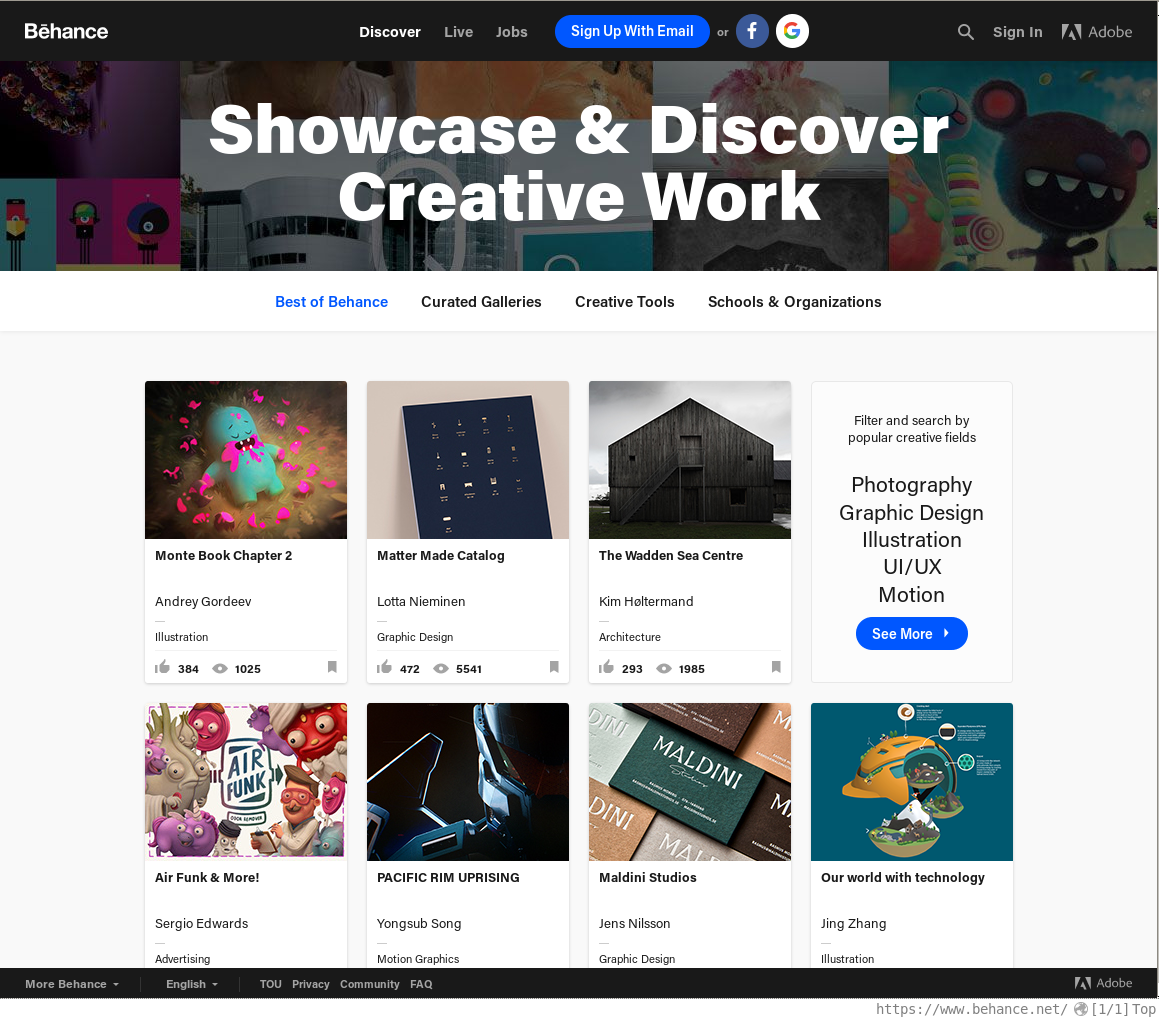 Bēhance
Discover
Live
Jobs
Sign Up With Email
or
Sign In
Adobe
Showcase & Discover
Creative Work
Best of Behance
Curated Galleries
Creative Tools
Schools & Organizations
Monte Book Chapter 2
Andrey Gordeev
Illustration
384
1025
Matter Made Catalog
Lotta Nieminen
Graphic Design
472
5541
The Wadden Sea Centre
Kim Høltermand
Architecture
293
1985
Filter and search by
popular creative fields
Photography
Graphic Design
Illustration
UI/UX
Motion
See More
AIR
FUNK
ODOR REMOVER
Air Funk & More!
Sergio Edwards
Advertising
PACIFIC RIM UPRISING
Yongsub Song
Motion Graphics
MALDINI
Studios
Maldini Studios
Jens Nilsson
Graphic Design
Our world with technology
Jing Zhang
Illustration
More Behance
English
TOU
Privacy
Community
FAQ
Adobe
https://www.behance.net/
[1/1]
Top